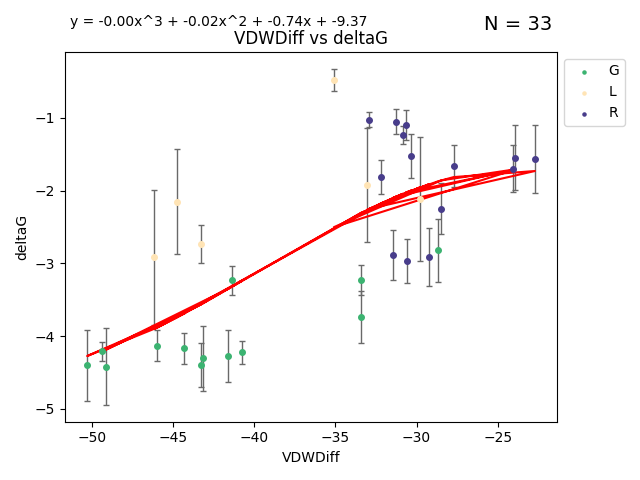 y = -0.00x^3 + -0.02x^2 + -0.74x + -9.37
N = 33
VDWDiff vs deltaG
G
L
R
deltaG
−1
−2
−3
−4
−5
−50
−45
−40
−35
−30
−25
VDWDiff